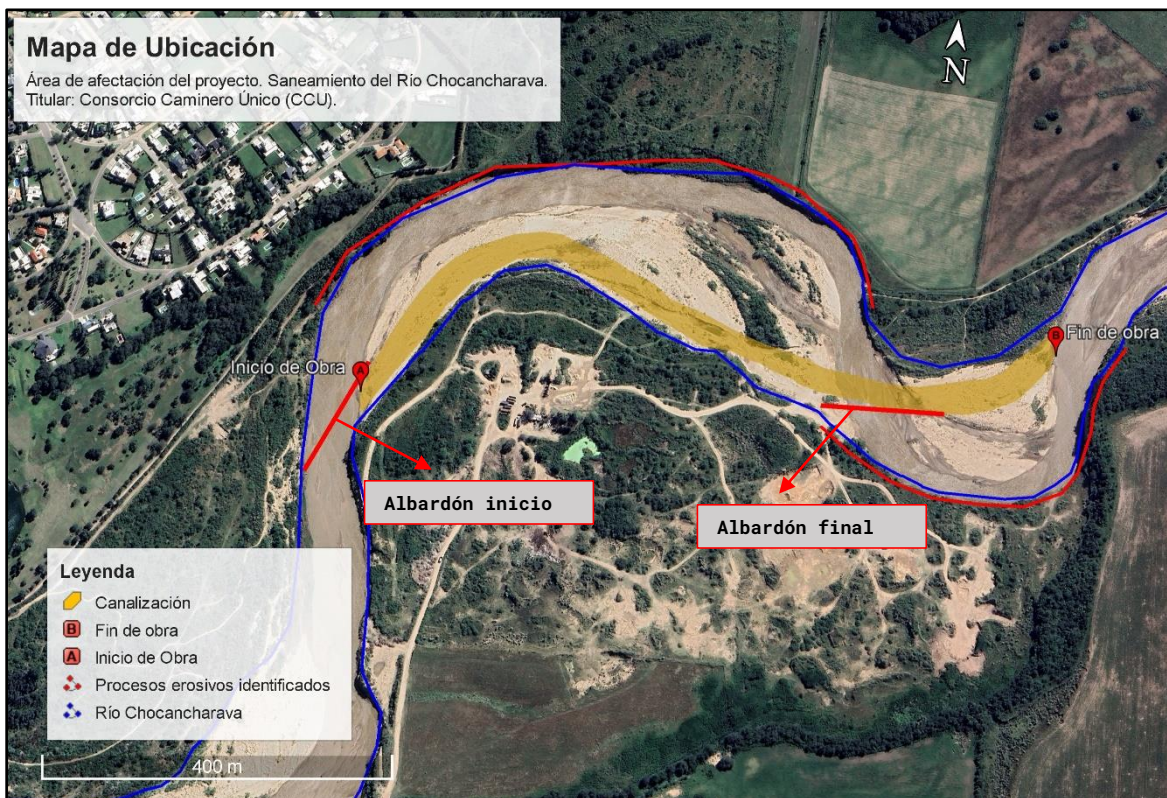 Mapa de Ubicación
Área de afectación del proyecto. Saneamiento del Río Chocancharava.
Titular: Consorcio Caminero Único (CCU).
N
Inicio de Obra
A
B
Fin de obra
Albardón inicio
Albardón final
Leyenda
Canalización
B Fin de obra
A Inicio de Obra
Procesos erosivos identificados
Río Chocancharava
400 m